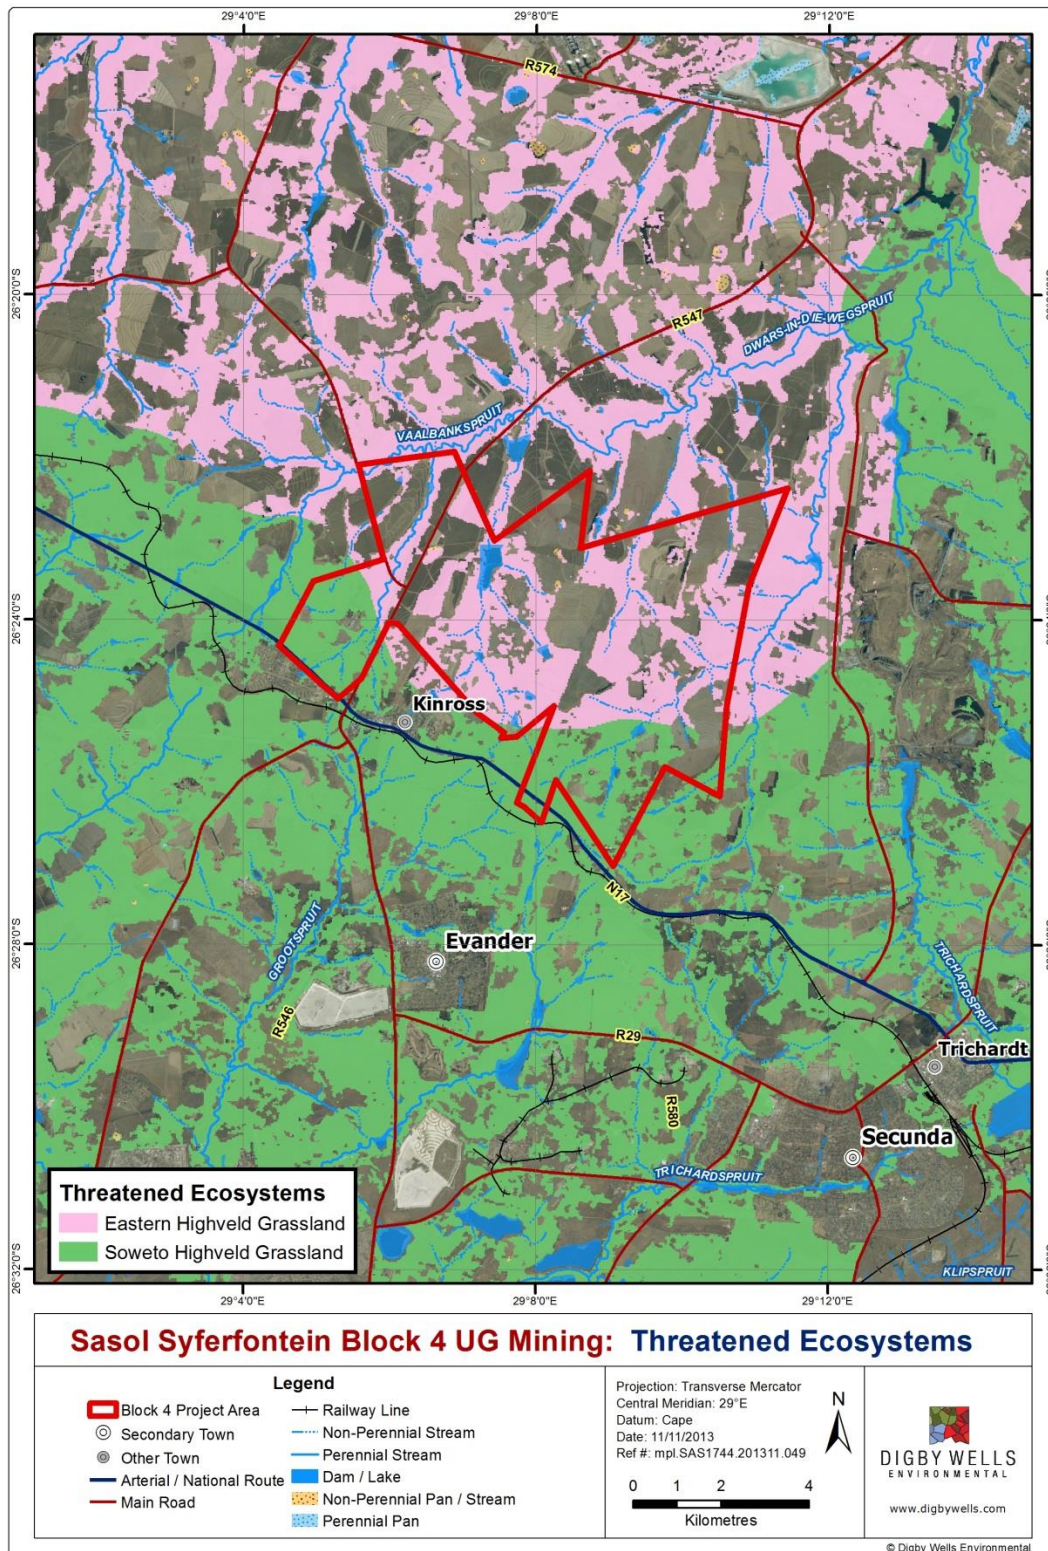 29°4'0"E
29°8'0"E
29°12'0"E
R574
26°20'0"S
R547
DWARS-IN-DIE-WEGSPRUIT
VAALBANKSPRUIT
26°24'0"S
Kinross
N17
26°28'0"S
Evander
GROOTSPRUIT
TRICHARDSPRUIT
R546
R29
Trichardt
R580
Secunda
TRICHARDSPRUIT
Threatened Ecosystems
Eastern Highveld Grassland
Soweto Highveld Grassland
26°32'0"S
KLIPSPRUIT
29°4'0"E
29°8'0"E
29°12'0"E
Sasol Syferfontein Block 4 UG Mining: Threatened Ecosystems
Legend
Block 4 Project Area
Secondary Town
Other Town
Arterial / National Route
Main Road
Railway Line
Non-Perennial Stream
Perennial Stream
Dam / Lake
Non-Perennial Pan / Stream
Perennial Pan
Projection: Transverse Mercator
Central Meridian: 29°E
Datum: Cape
Date: 11/11/2013
Ref #: mpl.SAS1744.201311.049
N
0 1 2 4
Kilometres
DIGBY WELLS
ENVIRONMENTAL
www.digbywells.com
© Digby Wells Environmental